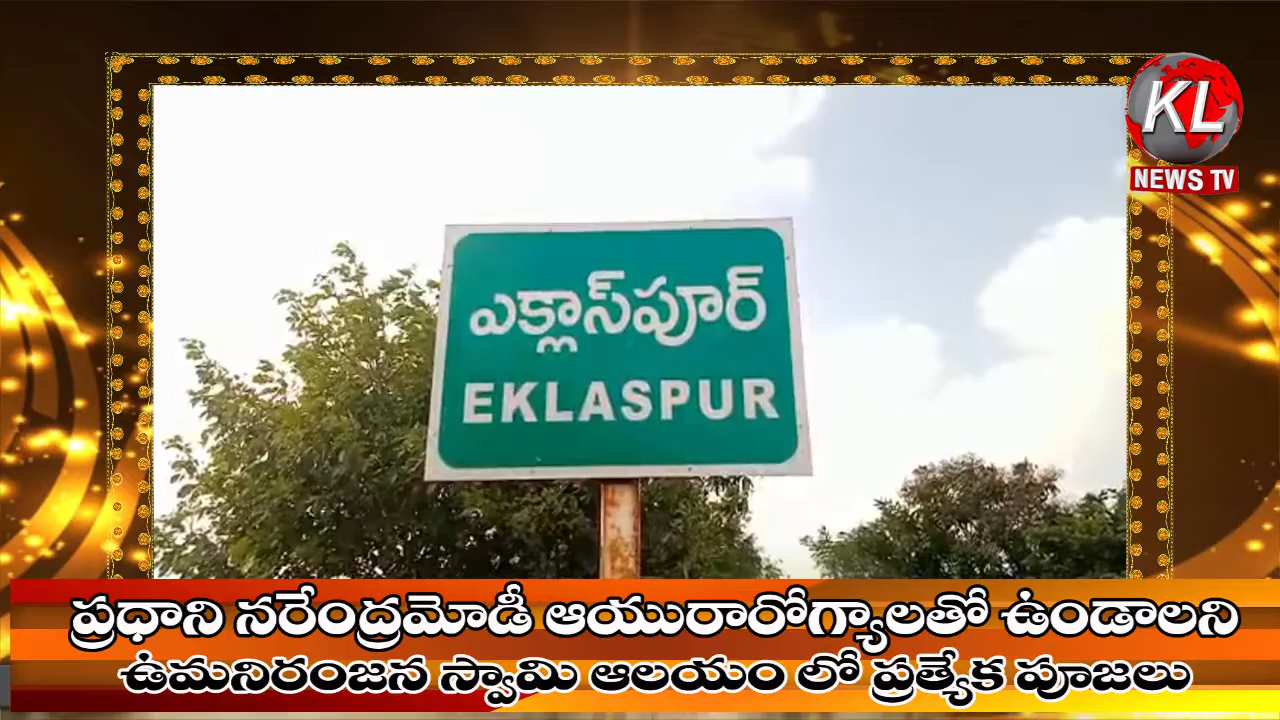 KL
NEWS TV
ఎక్లాస్‌పూర్
EKLASPUR
ప్రధాని నరేంద్రమోడీ ఆయురారోగ్యాలతో ఉండాలని
ఉమనిరంజన స్వామి ఆలయం లో ప్రత్యేక పూజలు